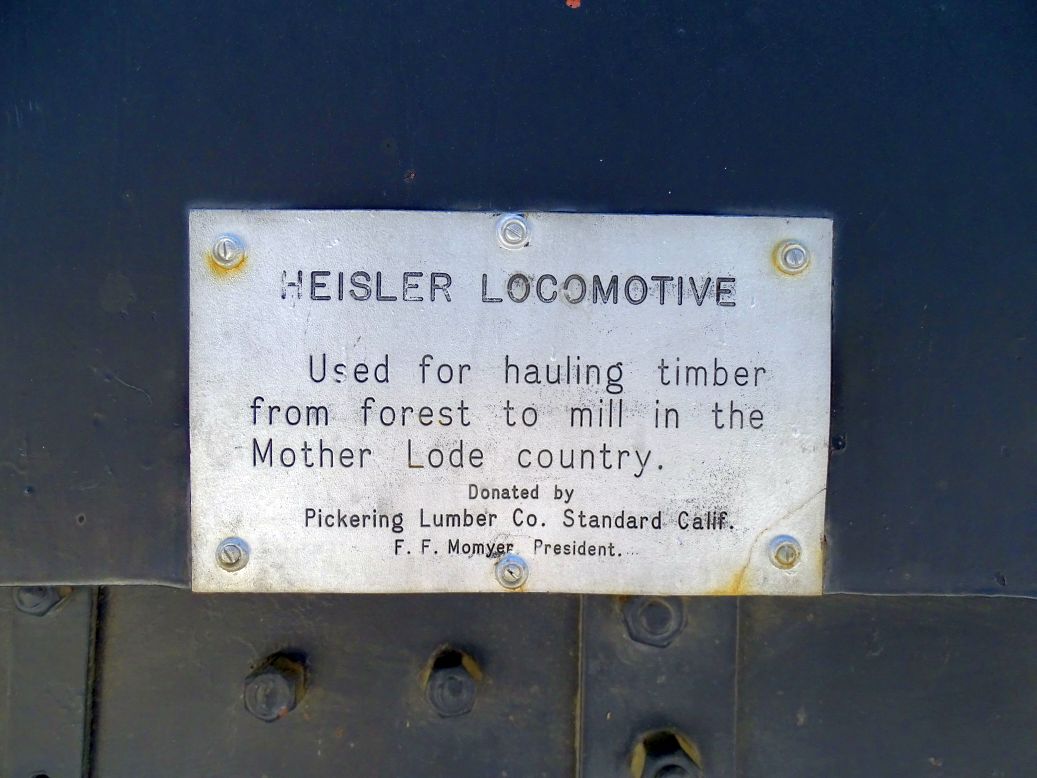 HEISLER LOCOMOTIVE
Used for hauling timber
from forest to mill in the
Mother Lode country.
Donated by
Pickering Lumber Co. Standard Calif.
F. F. Momyer, President.